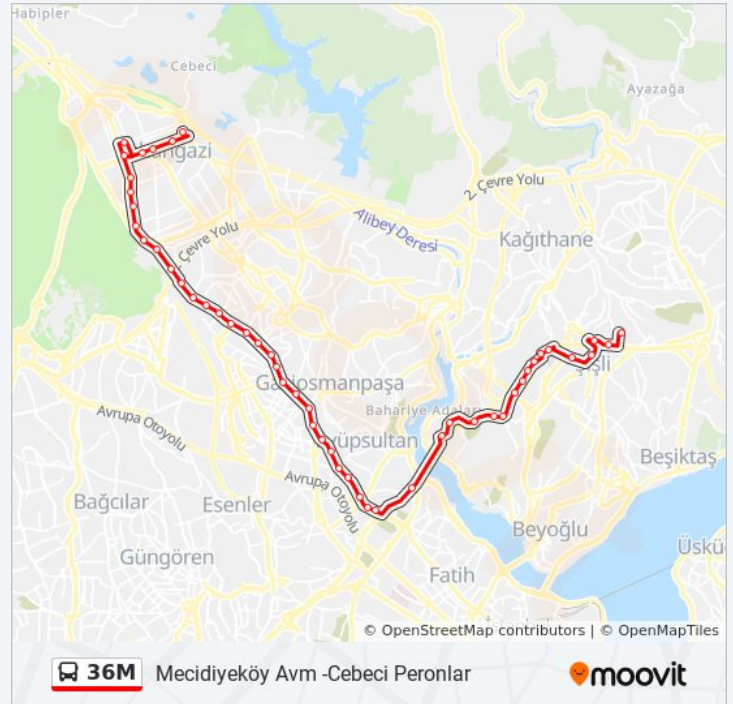 Habipler
Cebeci
Ayazağa
2. Çevre Yolu
Alibey Deresi
Kağıthane
Çevre Yolu
Şişli
Gaziosmanpaşa
Bahariye Adaları
Avrupa Otoyolu
Eyüpsultan
Beşiktaş
Avrupa Otoyolu
Bağcılar
Esenler
Beyoğlu
Güngören
Fatih
© OpenStreetMap contributors | © OpenMapTiles
36M Mecidiyeköy Avm -Cebeci Peronlar
moovit